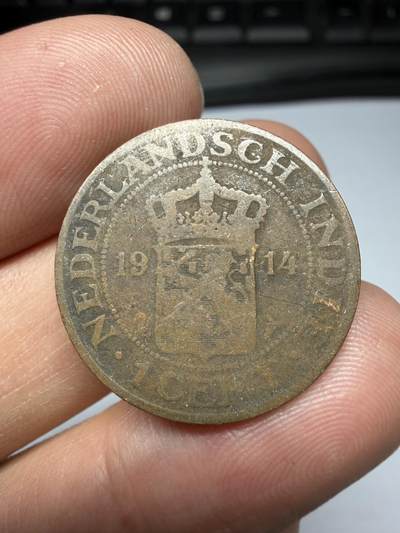 NEDERLANDSCH INDIE
19 14
1 CENT